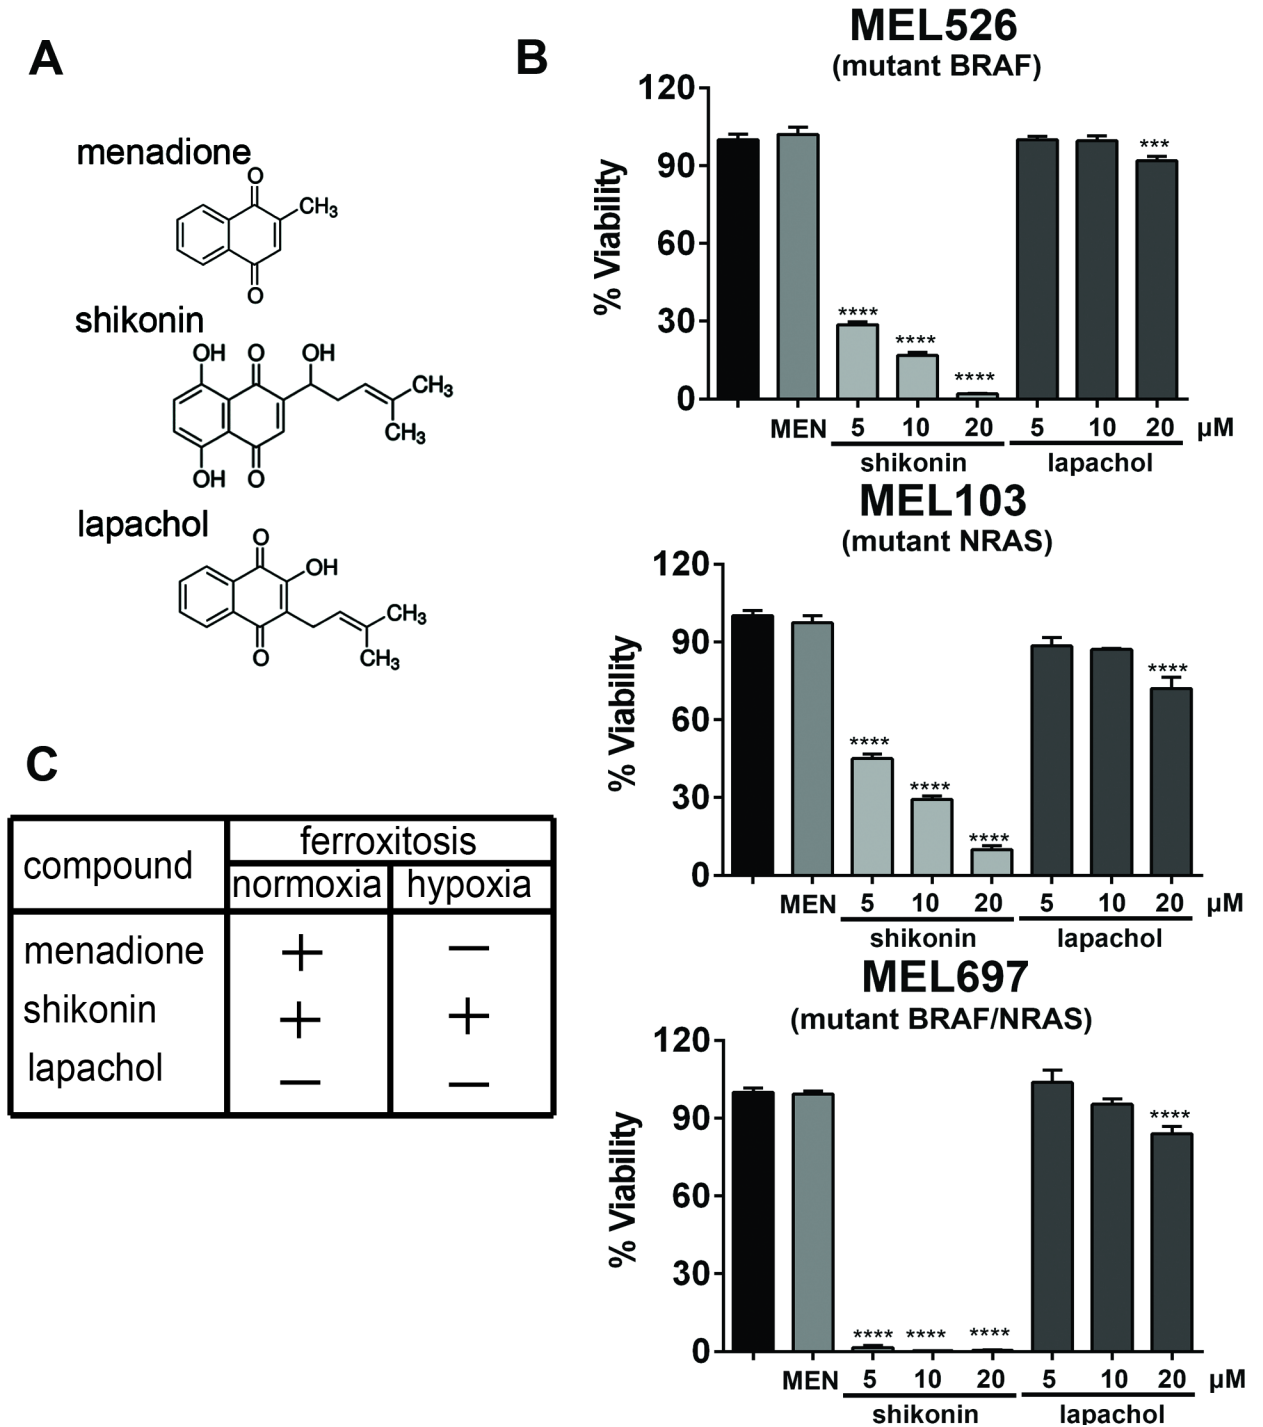 A
menadione
O
CH3
O
shikonin
OH O OH
CH3
CH3
OH O
lapachol
O
OH
CH3
CH3
O
B
MEL526
(mutant BRAF)
% Viability
120
90
60
30
0
***
****
****
****
MEN 5 10 20 5 10 20 µM
shikonin lapachol
MEL103
(mutant NRAS)
% Viability
120
90
60
30
0
****
****
****
****
MEN 5 10 20 5 10 20 µM
shikonin lapachol
MEL697
(mutant BRAF/NRAS)
% Viability
120
90
60
30
0
****
**** **** ****
MEN 5 10 20 5 10 20 µM
shikonin lapachol
C
compound
ferroxitosis
normoxia hypoxia
menadione + —
shikonin + +
lapachol — —